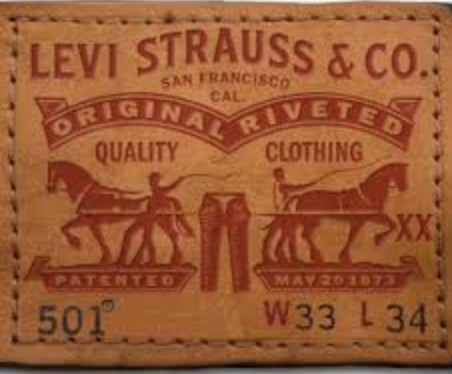 LEVI STRAUSS & CO.
SAN FRANCISCO
CAL.
ORIGINAL RIVETED
QUALITY CLOTHING
XX
PATENTED MAY 20 1873
501® W33 L34